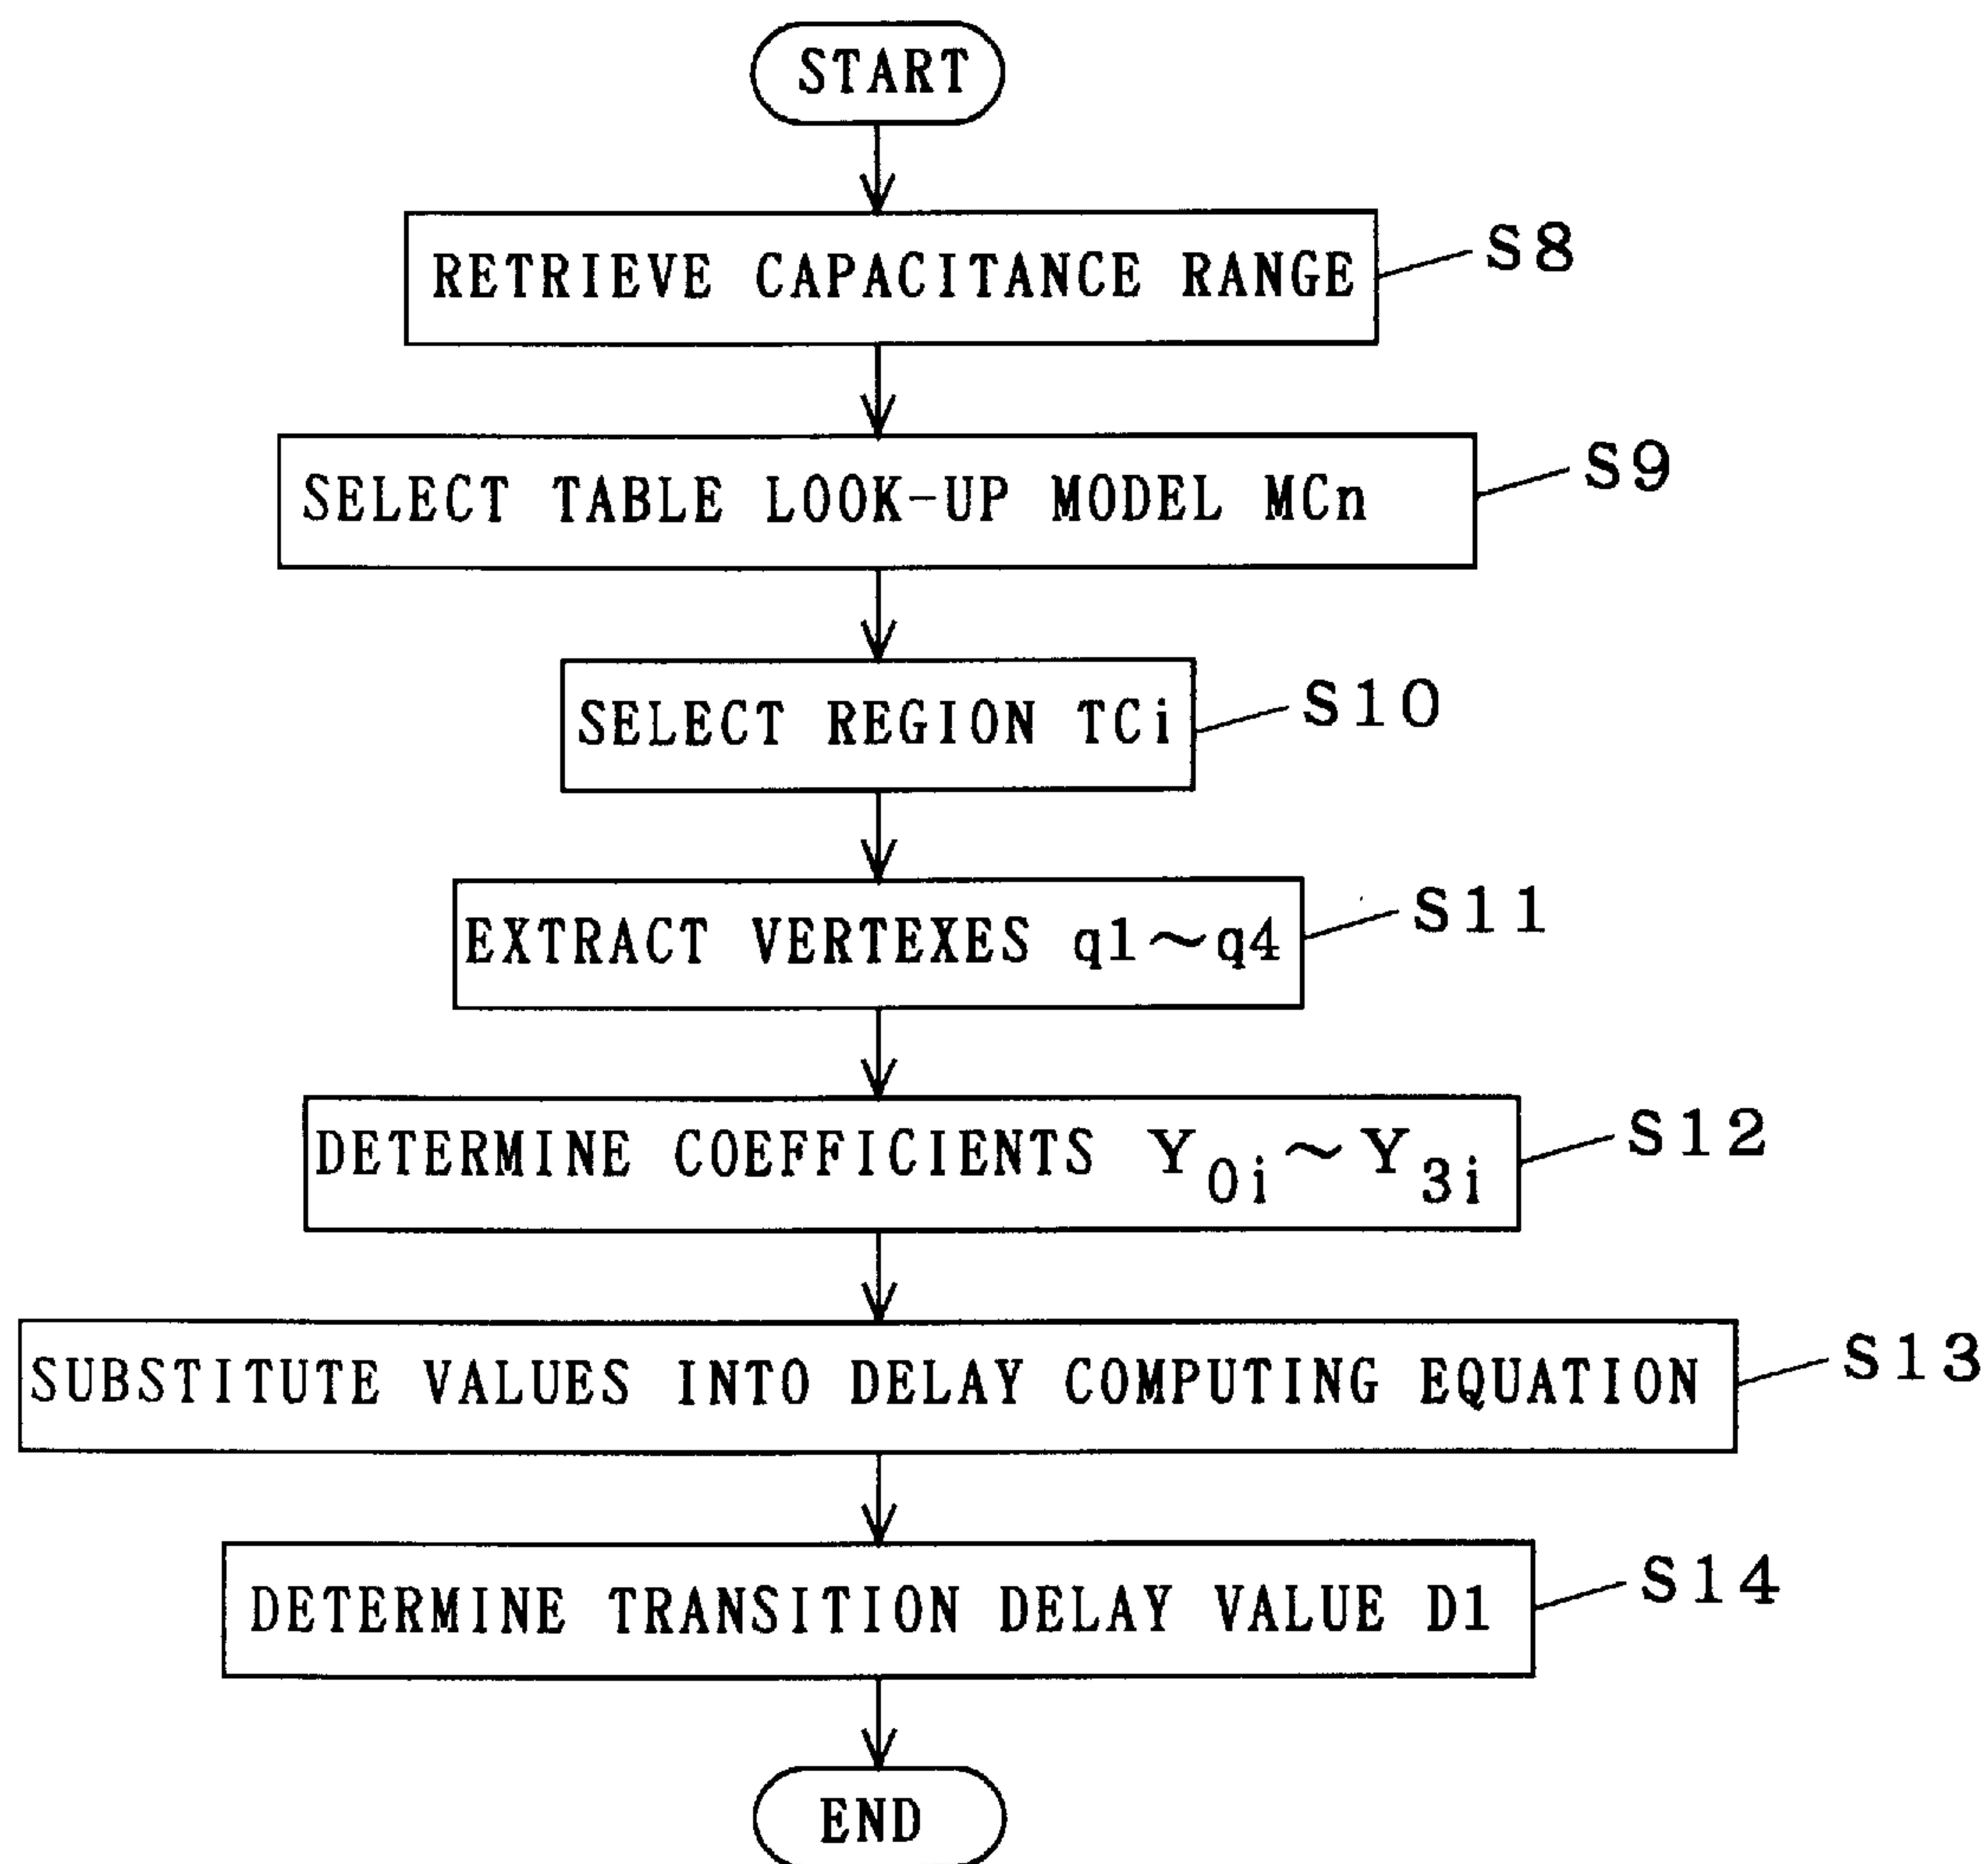 START
RETRIEVE CAPACITANCE RANGE
S8
SELECT TABLE LOOK-UP MODEL MCn
S9
SELECT REGION TCi
S10
EXTRACT VERTEXES q1~q4
S11
DETERMINE COEFFICIENTS Y0i~Y3i
S12
SUBSTITUTE VALUES INTO DELAY COMPUTING EQUATION
S13
DETERMINE TRANSITION DELAY VALUE D1
S14
END